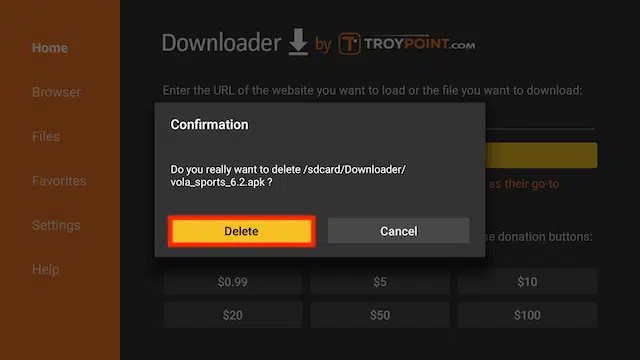 Home
Downloader by TROYPOINT.COM
Browser
Enter the URL of the website you want to load or the file you want to download:
Confirmation
Files
Do you really want to delete /sdcard/Downloader/
vola_sports_6.2.apk ?
as their go-to
Favorites
Settings
Delete
Cancel
se donation buttons:
Help
$0.99
$5
$10
$20
$50
$100